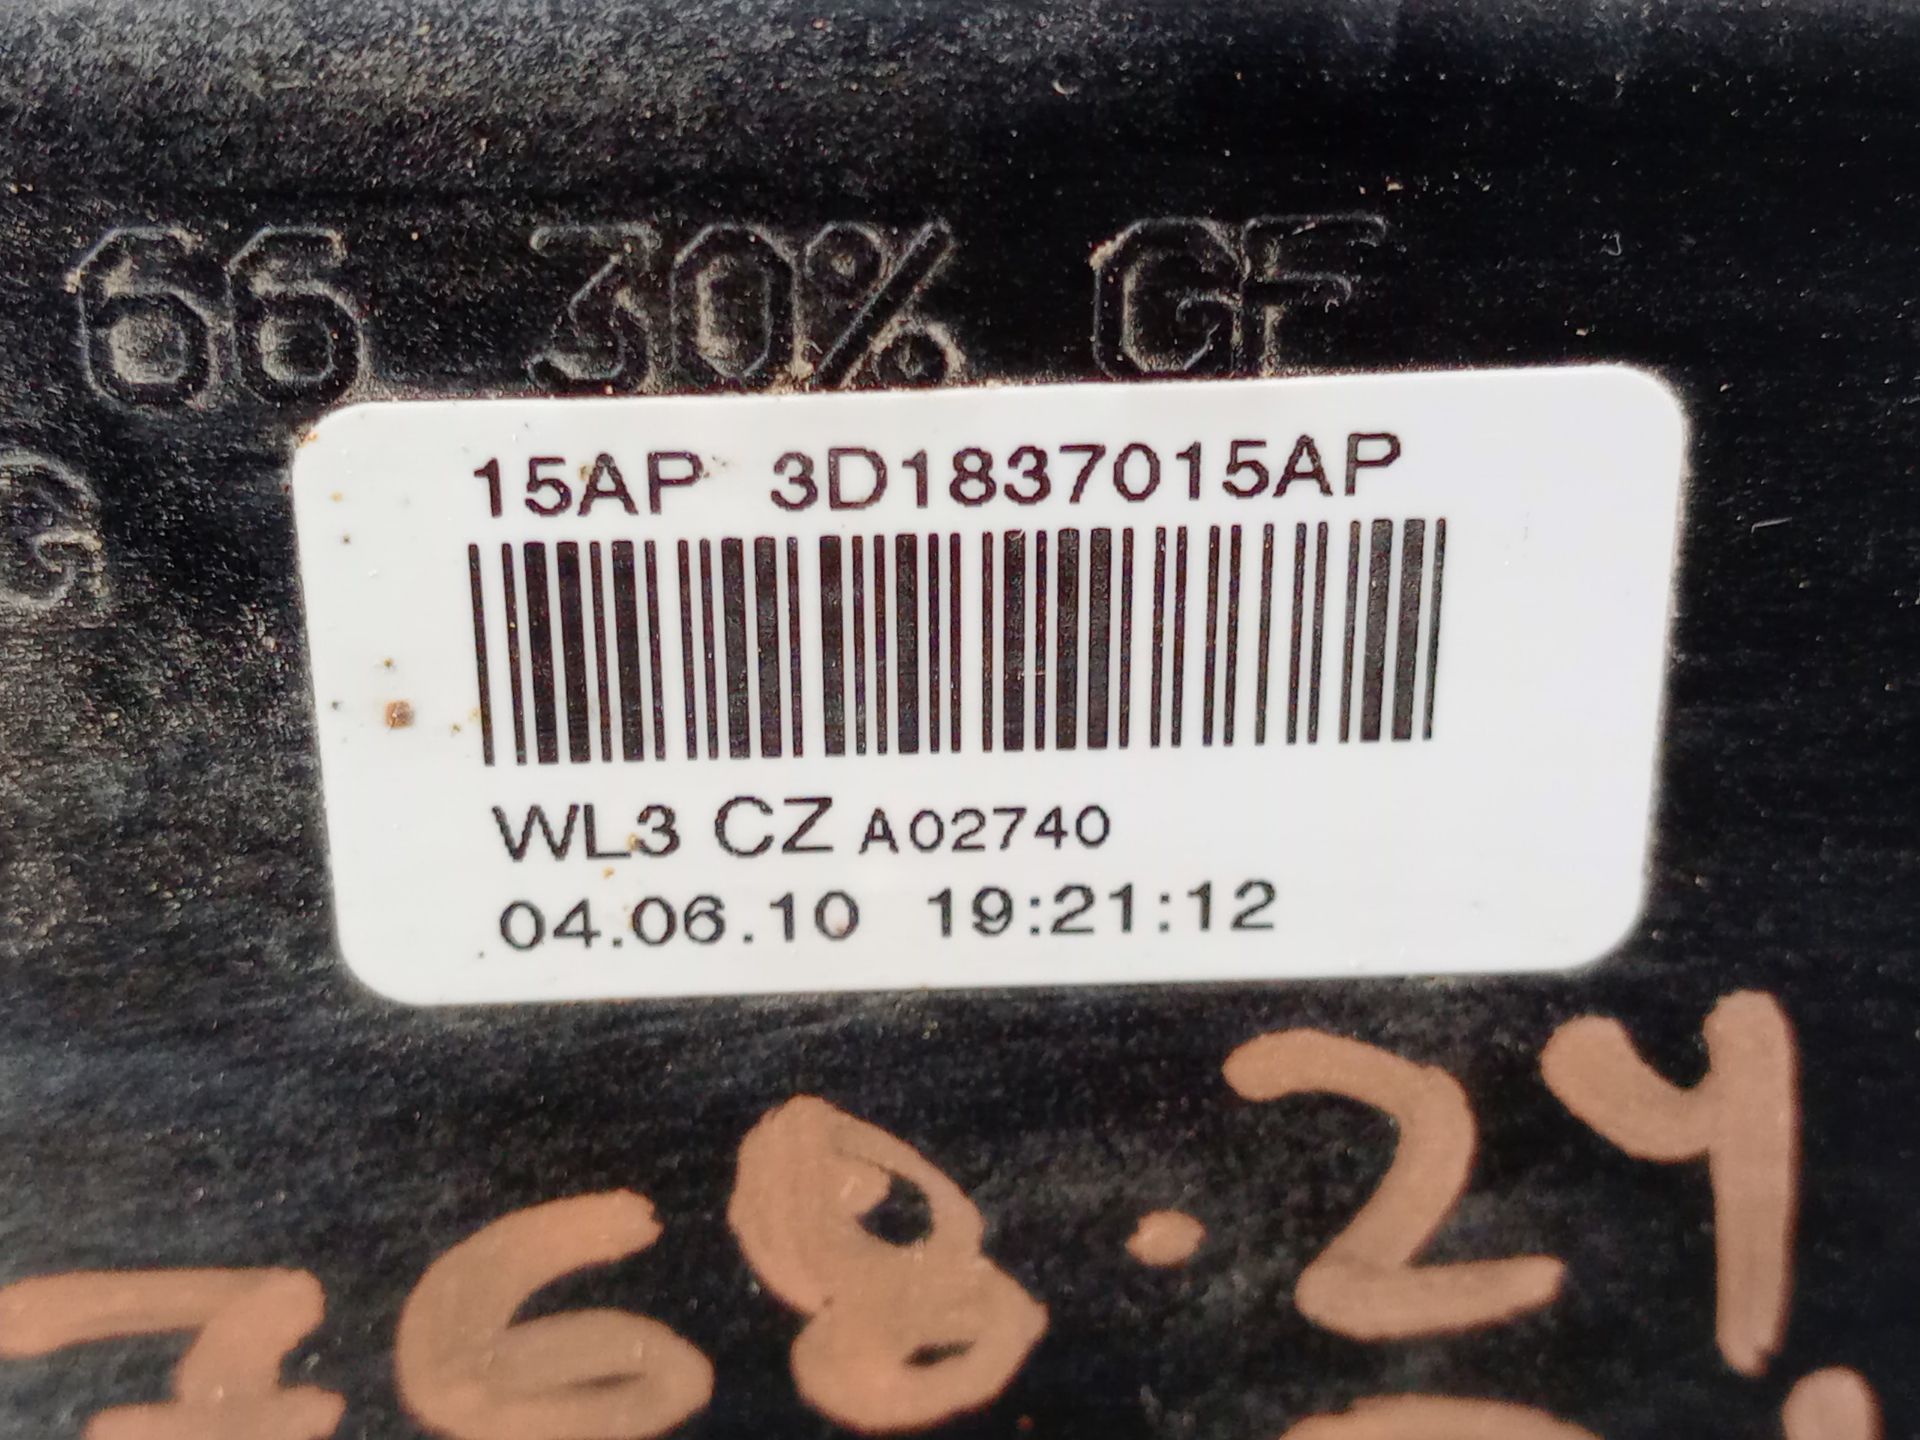 66 30% GF
G
15AP 3D1837015AP
WL3 CZ A02740
04.06.10 19:21:12
768.24